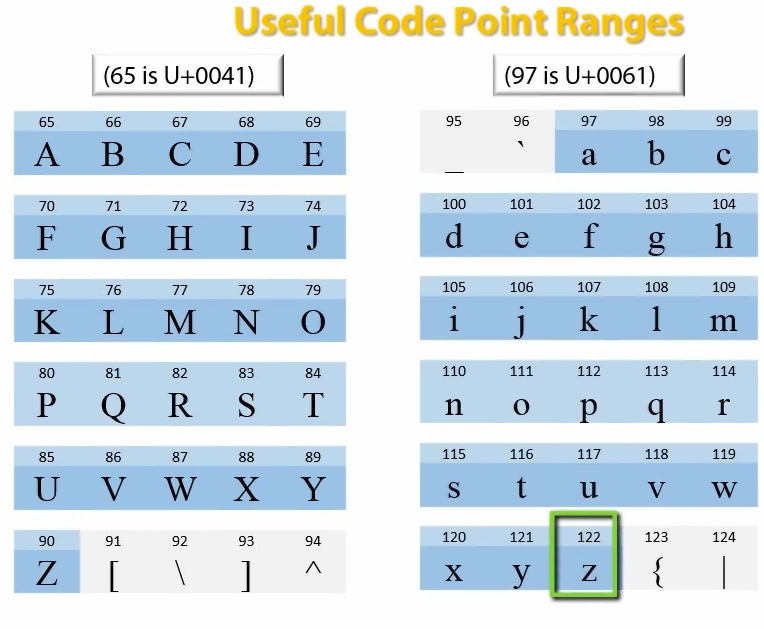 Useful Code Point Ranges
(65 is U+0041)
65 66 67 68 69
A B C D E
70 71 72 73 74
F G H I J
75 76 77 78 79
K L M N O
80 81 82 83 84
P Q R S T
85 86 87 88 89
U V W X Y
90 91 92 93 94
Z [ \ ] ^
(97 is U+0061)
95 96 97 98 99
_ ` a b c
100 101 102 103 104
d e f g h
105 106 107 108 109
i j k l m
110 111 112 113 114
n o p q r
115 116 117 118 119
s t u v w
120 121 122 123 124
x y z { |